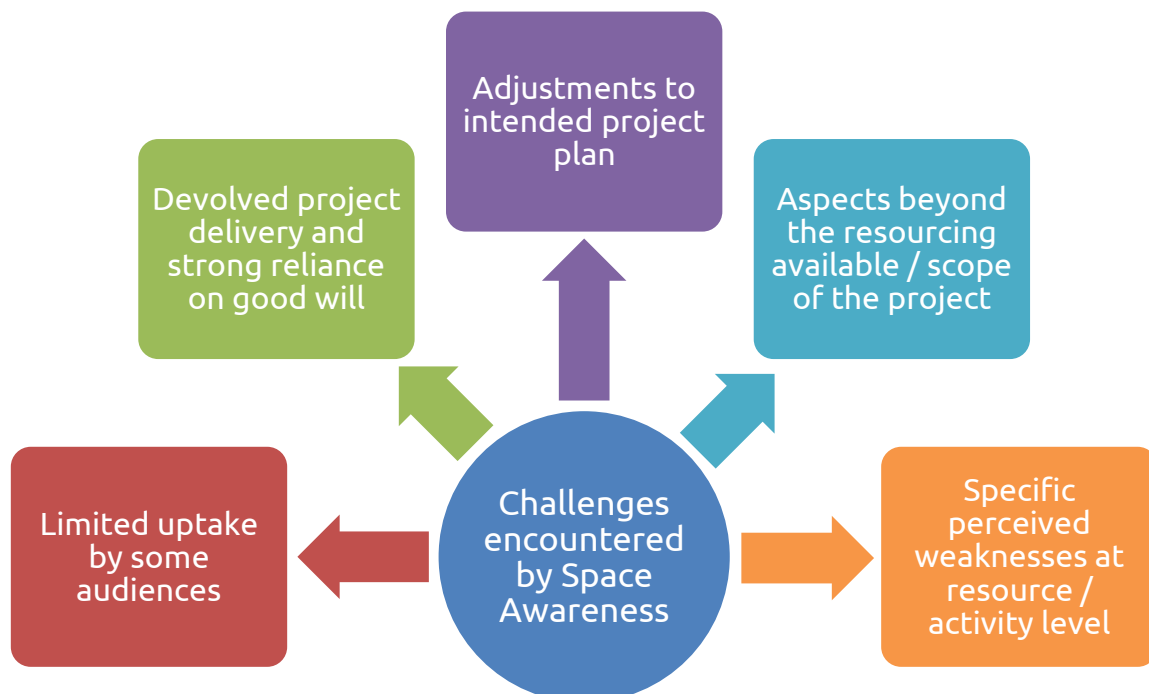 Adjustments to
intended project
plan
Devolved project
delivery and
strong reliance
on good will
Aspects beyond
the resourcing
available / scope
of the project
Limited uptake
by some
audiences
Challenges
encountered
by Space
Awareness
Specific
perceived
weaknesses at
resource /
activity level